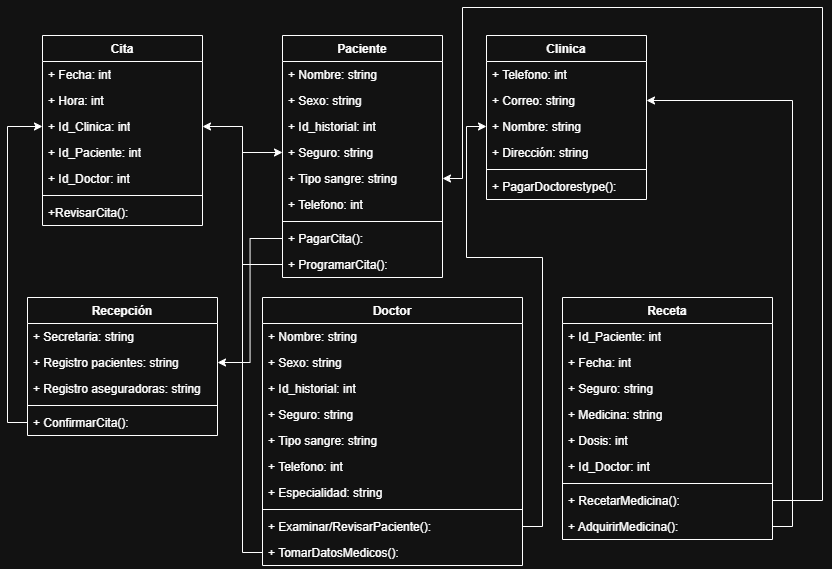 Cita
+ Fecha: int
+ Hora: int
+ Id_Clinica: int
+ Id_Paciente: int
+ Id_Doctor: int
+RevisarCita():
Paciente
+ Nombre: string
+ Sexo: string
+ Id_historial: int
+ Seguro: string
+ Tipo sangre: string
+ Telefono: int
+ PagarCita():
+ ProgramarCita():
Clinica
+ Telefono: int
+ Correo: string
+ Nombre: string
+ Dirección: string
+ PagarDoctorestype():
Recepción
+ Secretaria: string
+ Registro pacientes: string
+ Registro aseguradoras: string
+ ConfirmarCita():
Doctor
+ Nombre: string
+ Sexo: string
+ Id_historial: int
+ Seguro: string
+ Tipo sangre: string
+ Telefono: int
+ Especialidad: string
+ Examinar/RevisarPaciente():
+ TomarDatosMedicos():
Receta
+ Id_Paciente: int
+ Fecha: int
+ Seguro: string
+ Medicina: string
+ Dosis: int
+ Id_Doctor: int
+ RecetarMedicina():
+ AdquirirMedicina():